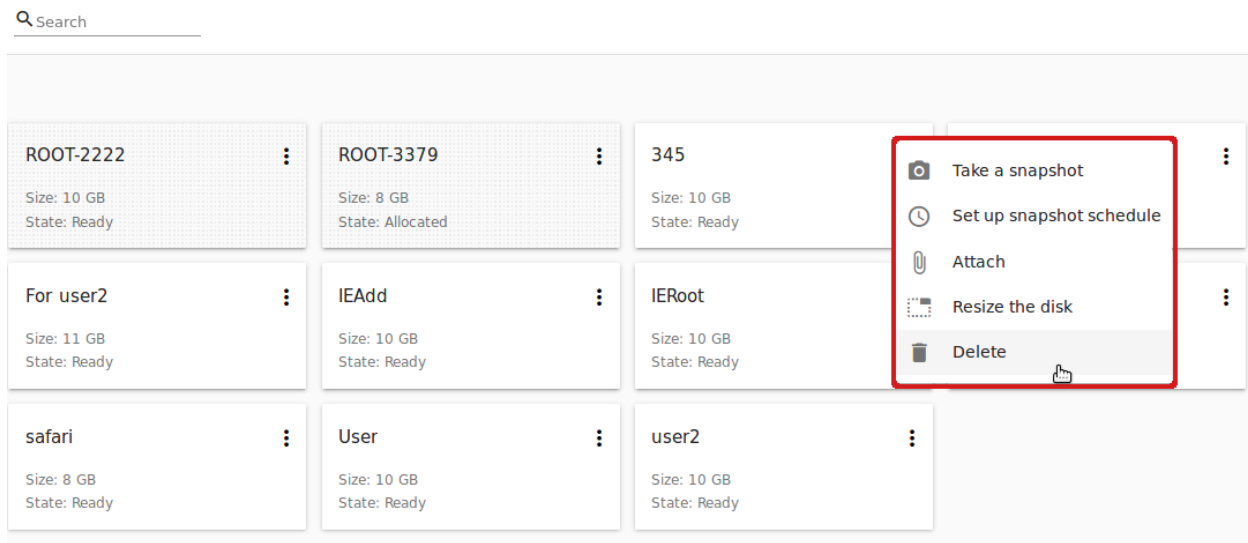 Search
ROOT-2222
Size: 10 GB
State: Ready
ROOT-3379
Size: 8 GB
State: Allocated
345
Size: 10 GB
State: Ready
Take a snapshot
Set up snapshot schedule
Attach
Resize the disk
Delete
For user2
Size: 11 GB
State: Ready
IEAdd
Size: 10 GB
State: Ready
IERoot
Size: 10 GB
State: Ready
safari
Size: 8 GB
State: Ready
User
Size: 10 GB
State: Ready
user2
Size: 10 GB
State: Ready